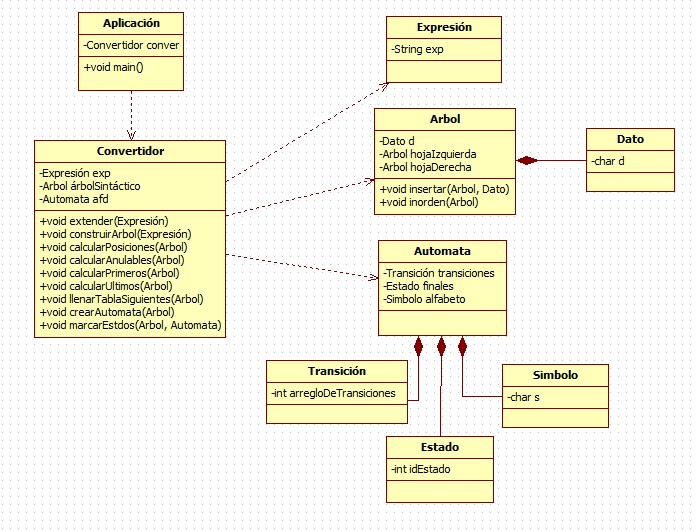 Aplicación
-Convertidor conver
+void main()
Expresión
-String exp
Convertidor
-Expresión exp
-Arbol árbolSintáctico
-Automata afd
+void extender(Expresión)
+void construirArbol(Expresión)
+void calcularPosiciones(Arbol)
+void calcularAnulables(Arbol)
+void calcularPrimeros(Arbol)
+void calcularUltimos(Arbol)
+void llenarTablaSiguientes(Arbol)
+void crearAutomata(Arbol)
+void marcarEstdos(Arbol, Automata)
Arbol
-Dato d
-Arbol hojaIzquierda
-Arbol hojaDerecha
+void insertar(Arbol, Dato)
+void inorden(Arbol)
Dato
-char d
Automata
-Transición transiciones
-Estado finales
-Simbolo alfabeto
Transición
-int arregloDeTransiciones
Simbolo
-char s
Estado
-int idEstado